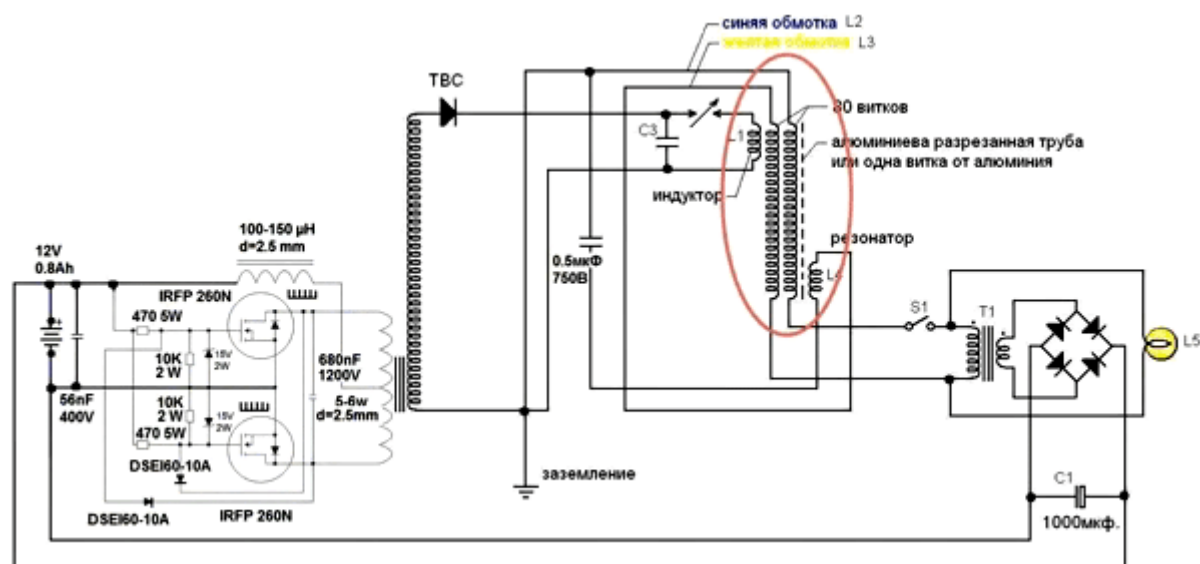 синяя обмотка L2
желтая обмотка L3
ТВС
30 витков
C3
L1
алюминиева разрезанная труба
или одна витка от алюминия
индуктор
100-150 µH
d=2.5 mm
резонатор
12V
0.8Ah
0.5мкФ
750В
L4
IRFP 260N
S1
T1
470 5W
L5
15V
2W
680nF
1200V
10K
2 W
56nF
400V
5-6w
d=2.5mm
10K
2 W
15V
2W
470 5W
DSEI60-10A
заземление
C1
DSEI60-10A
IRFP 260N
1000мкф.